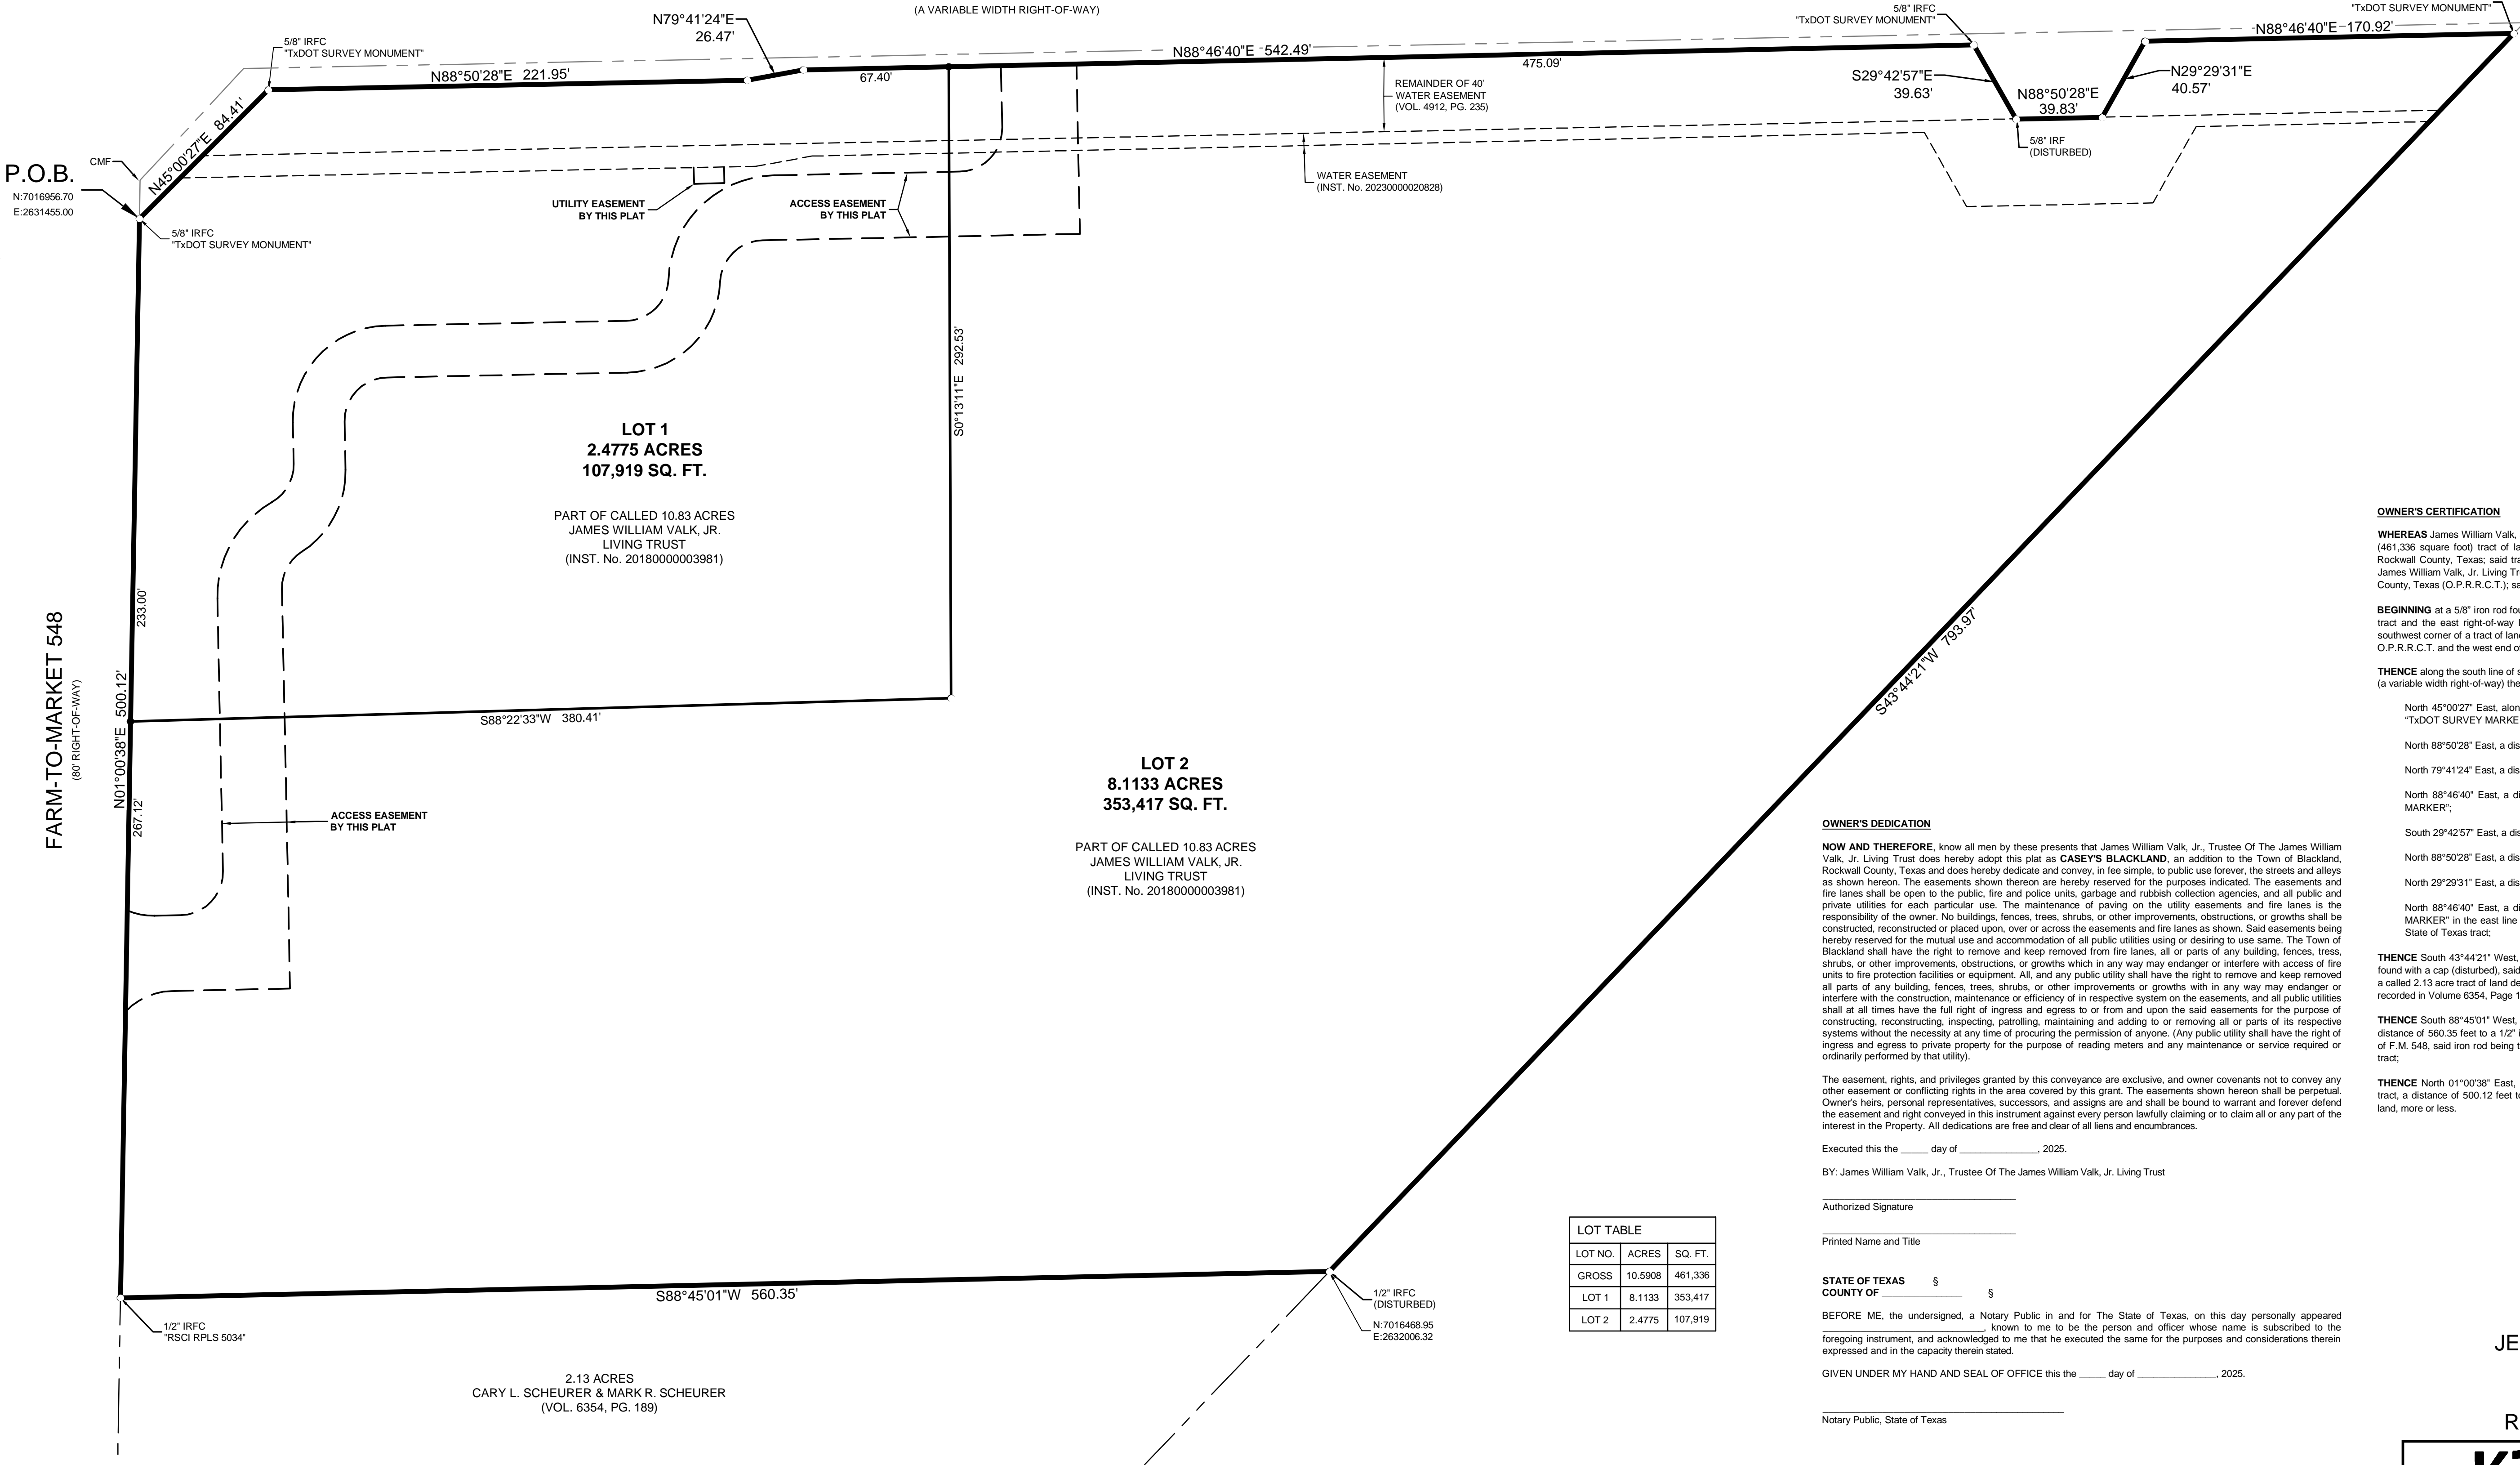 (A VARIABLE WIDTH RIGHT-OF-WAY)
N79°41'24"E
26.47'
5/8" IRFC
"TxDOT SURVEY MONUMENT"
"TxDOT SURVEY MONUMENT"
5/8" IRFC
"TxDOT SURVEY MONUMENT"
N88°50'28"E 221.95'
67.40'
N88°46'40"E 542.49'
475.09'
N88°46'40"E 170.92'
S29°42'57"E
39.63'
N88°50'28"E
39.83'
N29°29'31"E
40.57'
REMAINDER OF 40'
WATER EASEMENT
(VOL. 4912, PG. 235)
N45°00'27"E 84.41'
CMF
5/8" IRF
(DISTURBED)
P.O.B.
N:7016956.70
E:2631455.00
WATER EASEMENT
(INST. No. 20230000020828)
UTILITY EASEMENT
BY THIS PLAT
ACCESS EASEMENT
BY THIS PLAT
5/8" IRFC
"TxDOT SURVEY MONUMENT"
S0°13'11"E 292.53'
LOT 1
2.4775 ACRES
107,919 SQ. FT.
PART OF CALLED 10.83 ACRES
JAMES WILLIAM VALK, JR.
LIVING TRUST
(INST. No. 20180000003981)
233.00'
FARM-TO-MARKET 548
(80' RIGHT-OF-WAY)
N01°00'38"E 500.12'
267.12'
S88°22'33"W 380.41'
S43°44'21"W 793.97'
LOT 2
8.1133 ACRES
353,417 SQ. FT.
PART OF CALLED 10.83 ACRES
JAMES WILLIAM VALK, JR.
LIVING TRUST
(INST. No. 20180000003981)
ACCESS EASEMENT
BY THIS PLAT
S88°45'01"W 560.35'
1/2" IRFC
"RSCI RPLS 5034"
1/2" IRFC
(DISTURBED)
N:7016468.95
E:2632006.32
2.13 ACRES
CARY L. SCHEURER & MARK R. SCHEURER
(VOL. 6354, PG. 189)
LOT TABLE
LOT NO. ACRES SQ. FT.
GROSS 10.5908 461,336
LOT 1 8.1133 353,417
LOT 2 2.4775 107,919
OWNER'S DEDICATION
NOW AND THEREFORE, know all men by these presents that James William Valk, Jr., Trustee Of The James William
Valk, Jr. Living Trust does hereby adopt this plat as CASEY'S BLACKLAND, an addition to the Town of Blackland,
Rockwall County, Texas and does hereby dedicate and convey, in fee simple, to public use forever, the streets and alleys
as shown hereon. The easements shown thereon are hereby reserved for the purposes indicated. The easements and
fire lanes shall be open to the public, fire and police units, garbage and rubbish collection agencies, and all public and
private utilities for each particular use. The maintenance of paving on the utility easements and fire lanes is the
responsibility of the owner. No buildings, fences, trees, shrubs, or other improvements, obstructions, or growths shall be
constructed, reconstructed or placed upon, over or across the easements and fire lanes as shown. Said easements being
hereby reserved for the mutual use and accommodation of all public utilities using or desiring to use same. The Town of
Blackland shall have the right to remove and keep removed from fire lanes, all or parts of any building, fences, tress,
shrubs, or other improvements, obstructions, or growths which in any way may endanger or interfere with access of fire
units to fire protection facilities or equipment. All, and any public utility shall have the right to remove and keep removed
all parts of any building, fences, trees, shrubs, or other improvements or growths with in any way may endanger or
interfere with the construction, maintenance or efficiency of in respective system on the easements, and all public utilities
shall at all times have the full right of ingress and egress to or from and upon the said easements for the purpose of
constructing, reconstructing, inspecting, patrolling, maintaining and adding to or removing all or parts of its respective
systems without the necessity at any time of procuring the permission of anyone. (Any public utility shall have the right of
ingress and egress to private property for the purpose of reading meters and any maintenance or service required or
ordinarily performed by that utility).
The easement, rights, and privileges granted by this conveyance are exclusive, and owner covenants not to convey any
other easement or conflicting rights in the area covered by this grant. The easements shown hereon shall be perpetual.
Owner's heirs, personal representatives, successors, and assigns are and shall be bound to warrant and forever defend
the easement and right conveyed in this instrument against every person lawfully claiming or to claim all or any part of the
interest in the Property. All dedications are free and clear of all liens and encumbrances.
Executed this the _____ day of ______________, 2025.
BY: James William Valk, Jr., Trustee Of The James William Valk, Jr. Living Trust
Authorized Signature
Printed Name and Title
STATE OF TEXAS §
COUNTY OF ______________ §
BEFORE ME, the undersigned, a Notary Public in and for The State of Texas, on this day personally appeared
______________________________, known to me to be the person and officer whose name is subscribed to the
foregoing instrument, and acknowledged to me that he executed the same for the purposes and considerations therein
expressed and in the capacity therein stated.
GIVEN UNDER MY HAND AND SEAL OF OFFICE this the _____ day of ______________, 2025.
Notary Public, State of Texas
OWNER'S CERTIFICATION
WHEREAS James William Valk,
(461,336 square foot) tract of la
Rockwall County, Texas; said tra
James William Valk, Jr. Living Tr
County, Texas (O.P.R.R.C.T.); sa
BEGINNING at a 5/8" iron rod fou
tract and the east right-of-way l
southwest corner of a tract of land
O.P.R.R.C.T. and the west end of
THENCE along the south line of s
(a variable width right-of-way) the
North 45°00'27" East, alon
"TxDOT SURVEY MARKE
North 88°50'28" East, a dis
North 79°41'24" East, a dis
North 88°46'40" East, a di
MARKER";
South 29°42'57" East, a dis
North 88°50'28" East, a dis
North 29°29'31" East, a dis
North 88°46'40" East, a di
MARKER" in the east line
State of Texas tract;
THENCE South 43°44'21" West,
found with a cap (disturbed), said
a called 2.13 acre tract of land de
recorded in Volume 6354, Page 1
THENCE South 88°45'01" West,
distance of 560.35 feet to a 1/2" i
of F.M. 548, said iron rod being t
tract;
THENCE North 01°00'38" East,
tract, a distance of 500.12 feet to
land, more or less.
JE
R